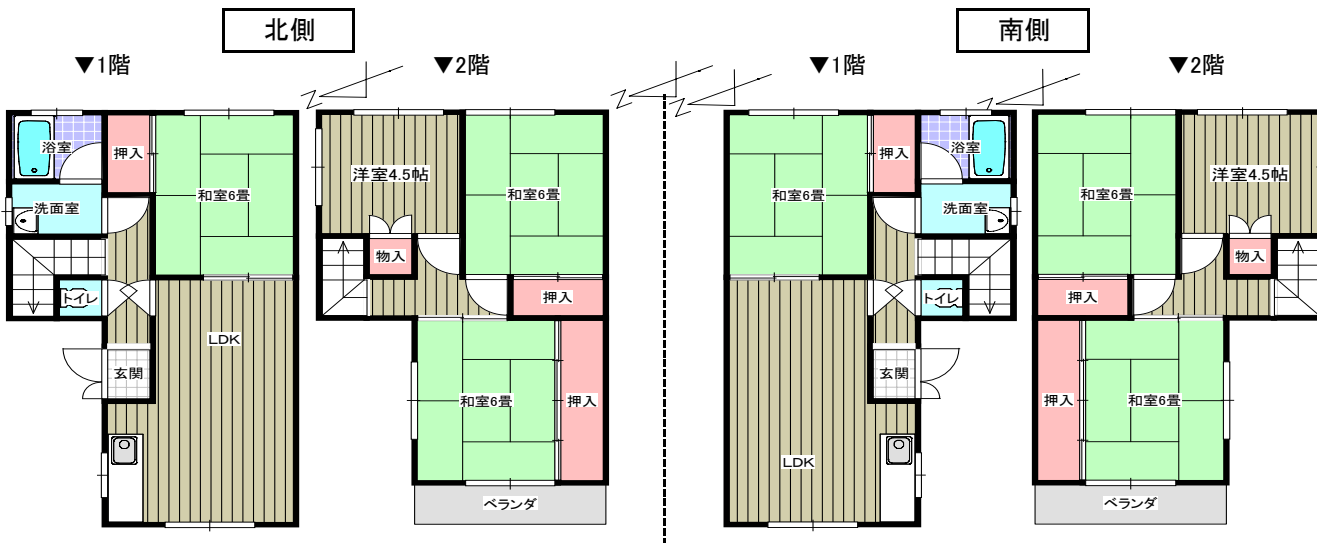 北側
南側
▼1階
▼2階
▼1階
▼2階
浴室
押入
和室6畳
洗面室
トイレ
LDK
玄関
洋室4.5帖
和室6畳
物入
押入
和室6畳
押入
ベランダ
和室6畳
押入
浴室
洗面室
トイレ
玄関
LDK
和室6畳
洋室4.5帖
物入
押入
押入
和室6畳
ベランダ